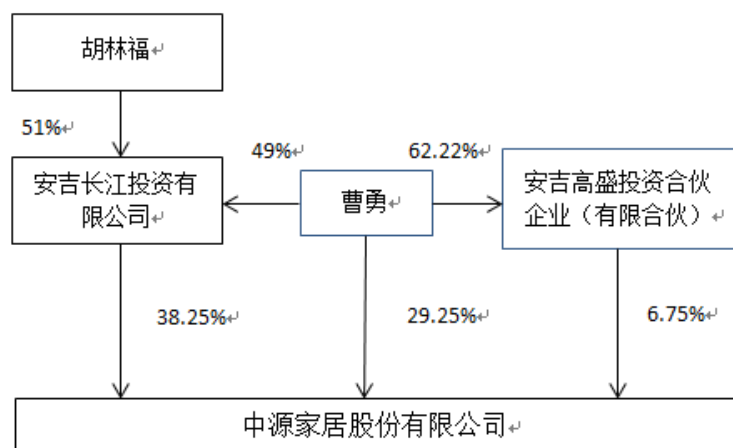 胡林福
51%
49%
62.22%
安吉长江投资有
限公司
曹勇
安吉高盛投资合伙
企业（有限合伙）
38.25%
29.25%
6.75%
中源家居股份有限公司